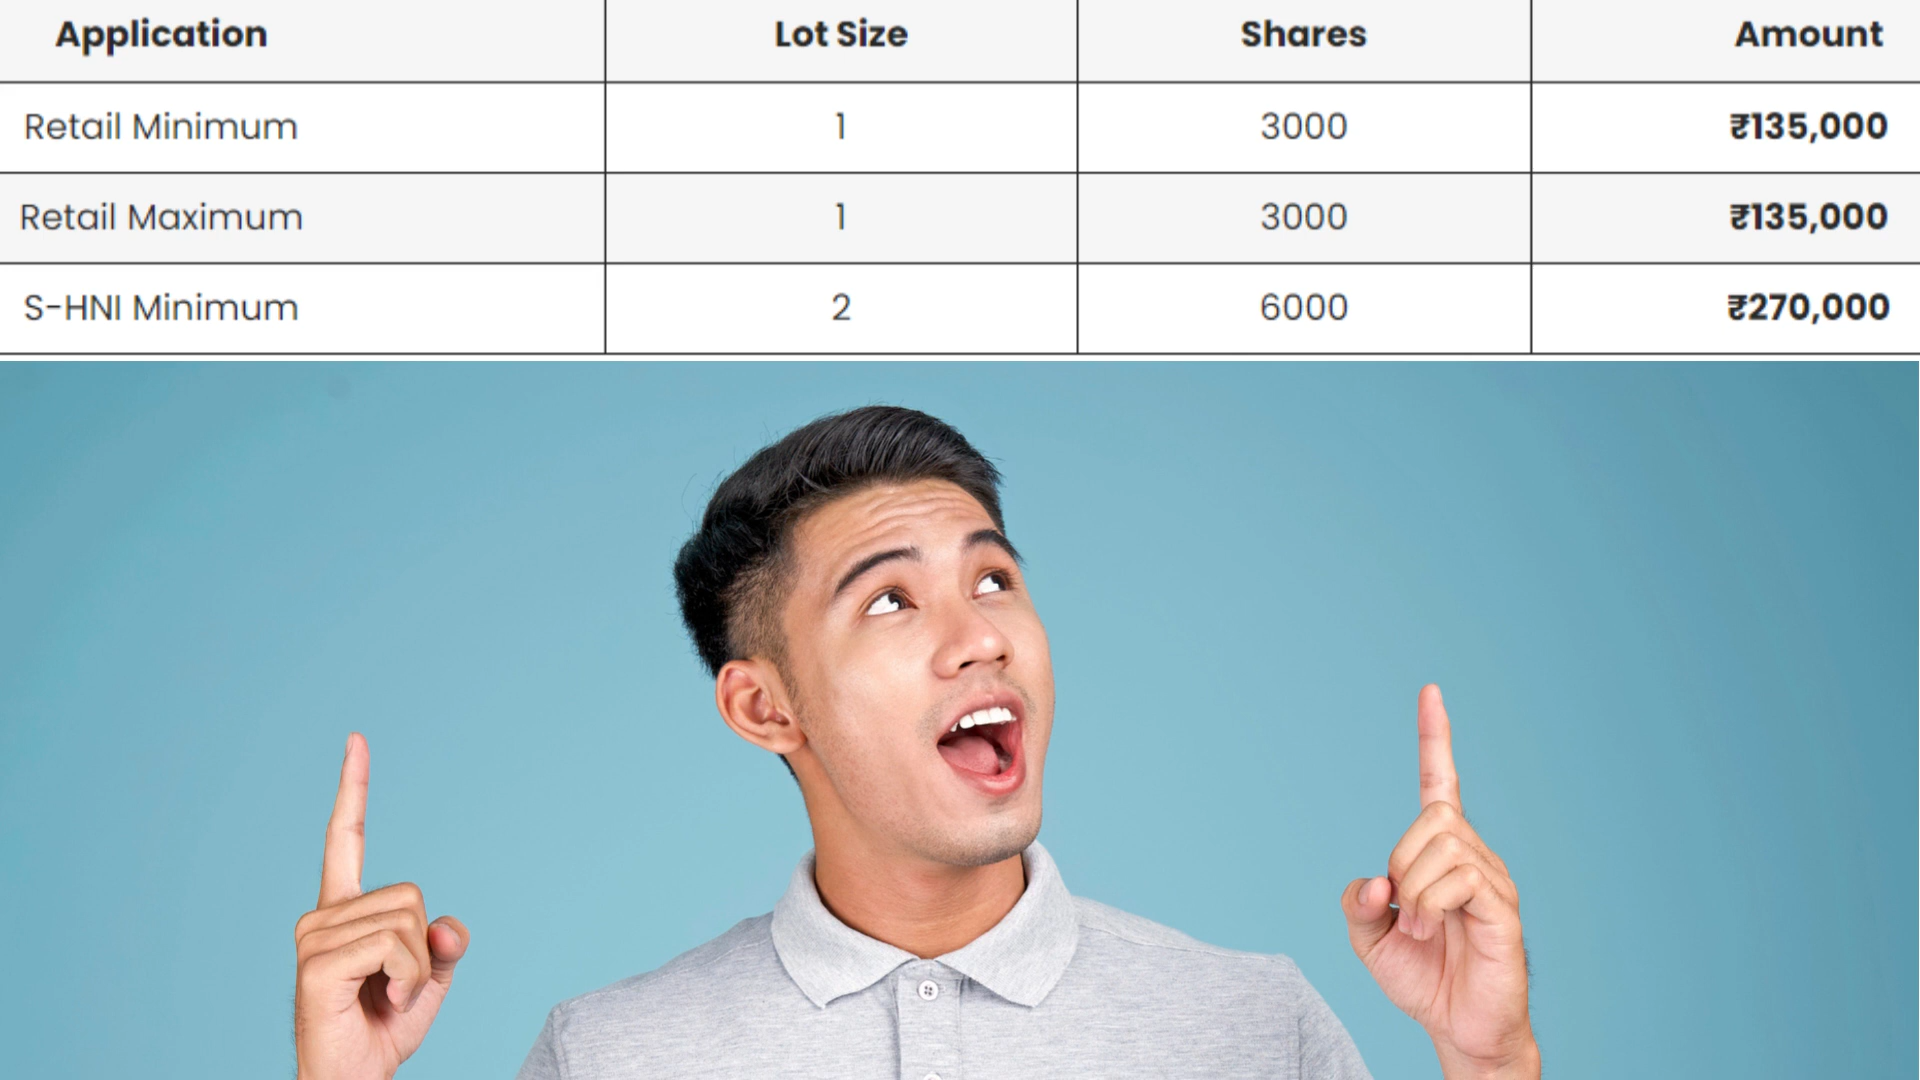 Application Lot Size Shares Amount
Retail Minimum 1 3000 ₹135,000
Retail Maximum 1 3000 ₹135,000
S-HNI Minimum 2 6000 ₹270,000